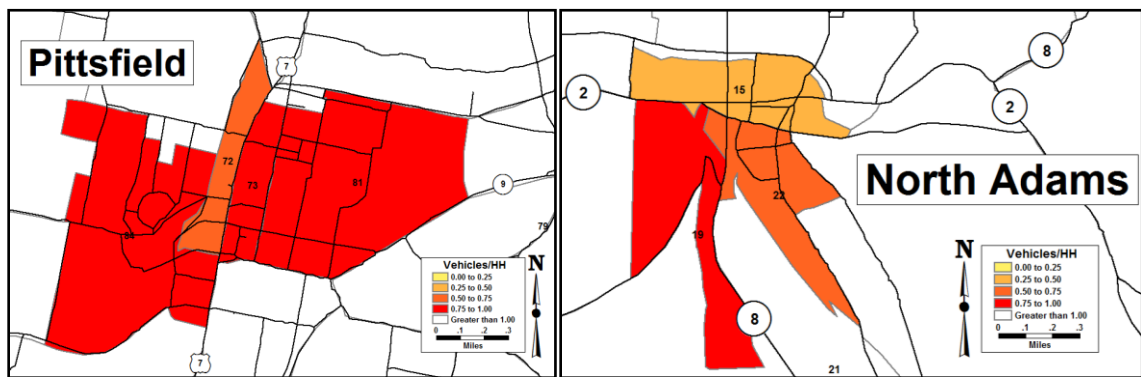 Pittsfield
7
72
73
81
9
84
79
7
Vehicles/HH
0.00 to 0.25
0.25 to 0.50
0.50 to 0.75
0.75 to 1.00
Greater than 1.00
0 .1 .2 .3
Miles
N
8
2
15
2
North Adams
22
19
8
21
Vehicles/HH
0.00 to 0.25
0.25 to 0.50
0.50 to 0.75
0.75 to 1.00
Greater than 1.00
0 .1 .2 .3
Miles
N